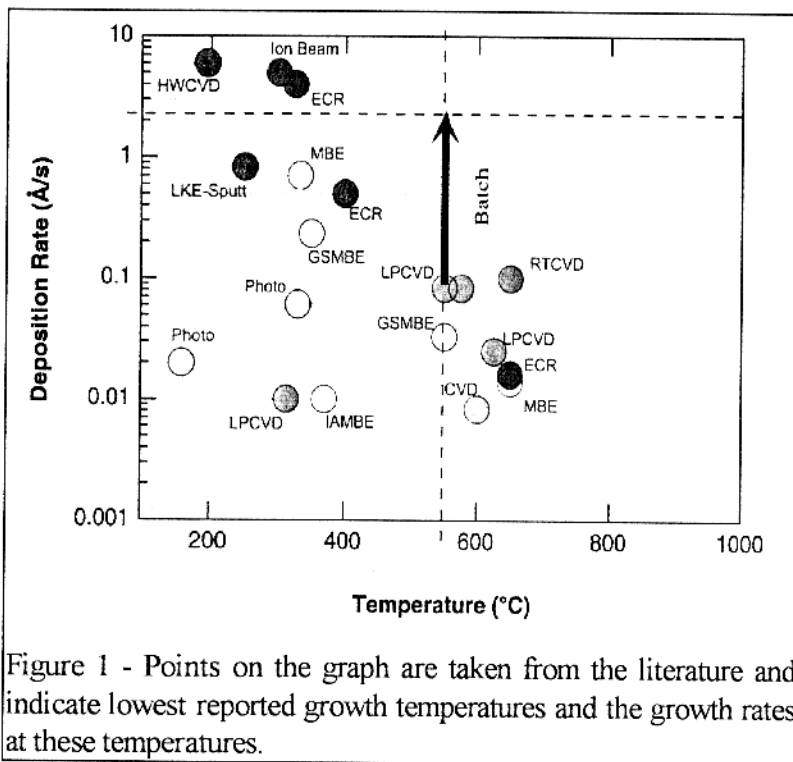 10
Ion Beam
HWCVD
ECR
1
MBE
LKE-Sputt
ECR
Batch
GSMBE
Deposition Rate (Å/s)
0.1
Photo
LPCVD
RTCVD
GSMBE
Photo
LPCVD
ECR
0.01
LPCVD
IAMBE
CVD
MBE
0.001
200 400 600 800 1000
Temperature (°C)
Figure 1 - Points on the graph are taken from the literature and
indicate lowest reported growth temperatures and the growth rates
at these temperatures.